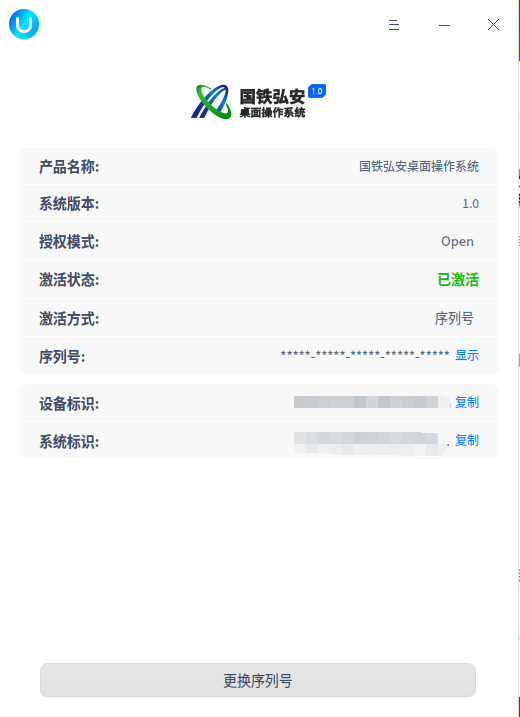 国铁弘安 1.0
桌面操作系统
产品名称: 国铁弘安桌面操作系统
系统版本: 1.0
授权模式: Open
激活状态: 已激活
激活方式: 序列号
序列号: *****-*****-*****-*****-***** 显示
设备标识: 复制
系统标识: 复制
更换序列号